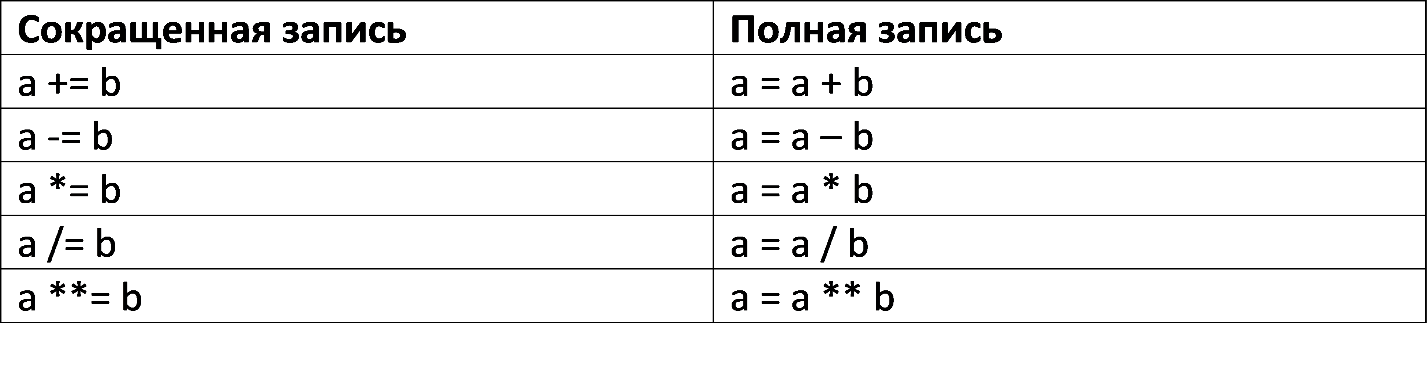 Сокращенная запись Полная запись
a += b a = a + b
a -= b a = a – b
a *= b a = a * b
a /= b a = a / b
a **= b a = a ** b